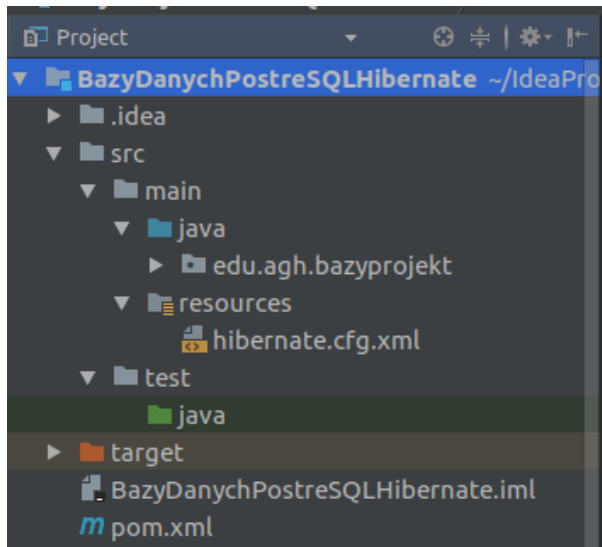 Project
BazyDanychPostreSQLHibernate ~/IdeaPro
.idea
src
main
java
edu.agh.bazyprojekt
resources
hibernate.cfg.xml
test
java
target
BazyDanychPostreSQLHibernate.iml
m pom.xml